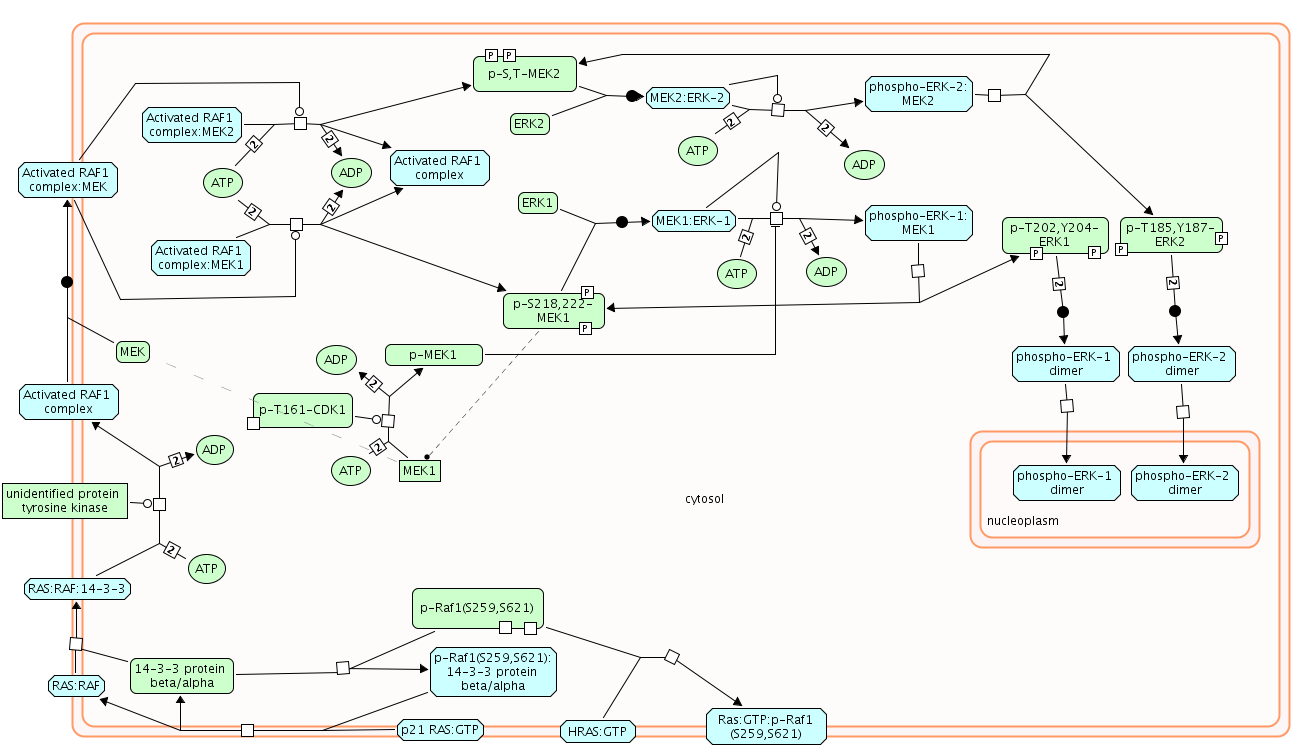 P
P
p-S,T-MEK2
MEK2:ERK-2
phospho-ERK-2:
MEK2
Activated RAF1
complex:MEK2
ERK2
2
2
2
2
ATP
ADP
Activated RAF1
complex:MEK
ATP
ADP
Activated RAF1
complex
2
2
ERK1
MEK1:ERK-1
phospho-ERK-1:
MEK1
Activated RAF1
complex:MEK1
2
2
ATP
ADP
p-T202,Y204-
ERK1
P
P
p-T185,Y187-
ERK2
P
P
2
2
P
p-S218,222-
MEK1
P
MEK
ADP
p-MEK1
2
phospho-ERK-1
dimer
phospho-ERK-2
dimer
Activated RAF1
complex
p-T161-CDK1
2
ATP
MEK1
2
ADP
unidentified protein
tyrosine kinase
cytosol
phospho-ERK-1
dimer
phospho-ERK-2
dimer
nucleoplasm
2
ATP
RAS:RAF:14-3-3
p-Raf1(S259,S621)
14-3-3 protein
beta/alpha
p-Raf1(S259,S621):
14-3-3 protein
beta/alpha
RAS:RAF
p21 RAS:GTP
HRAS:GTP
Ras:GTP:p-Raf1
(S259,S621)